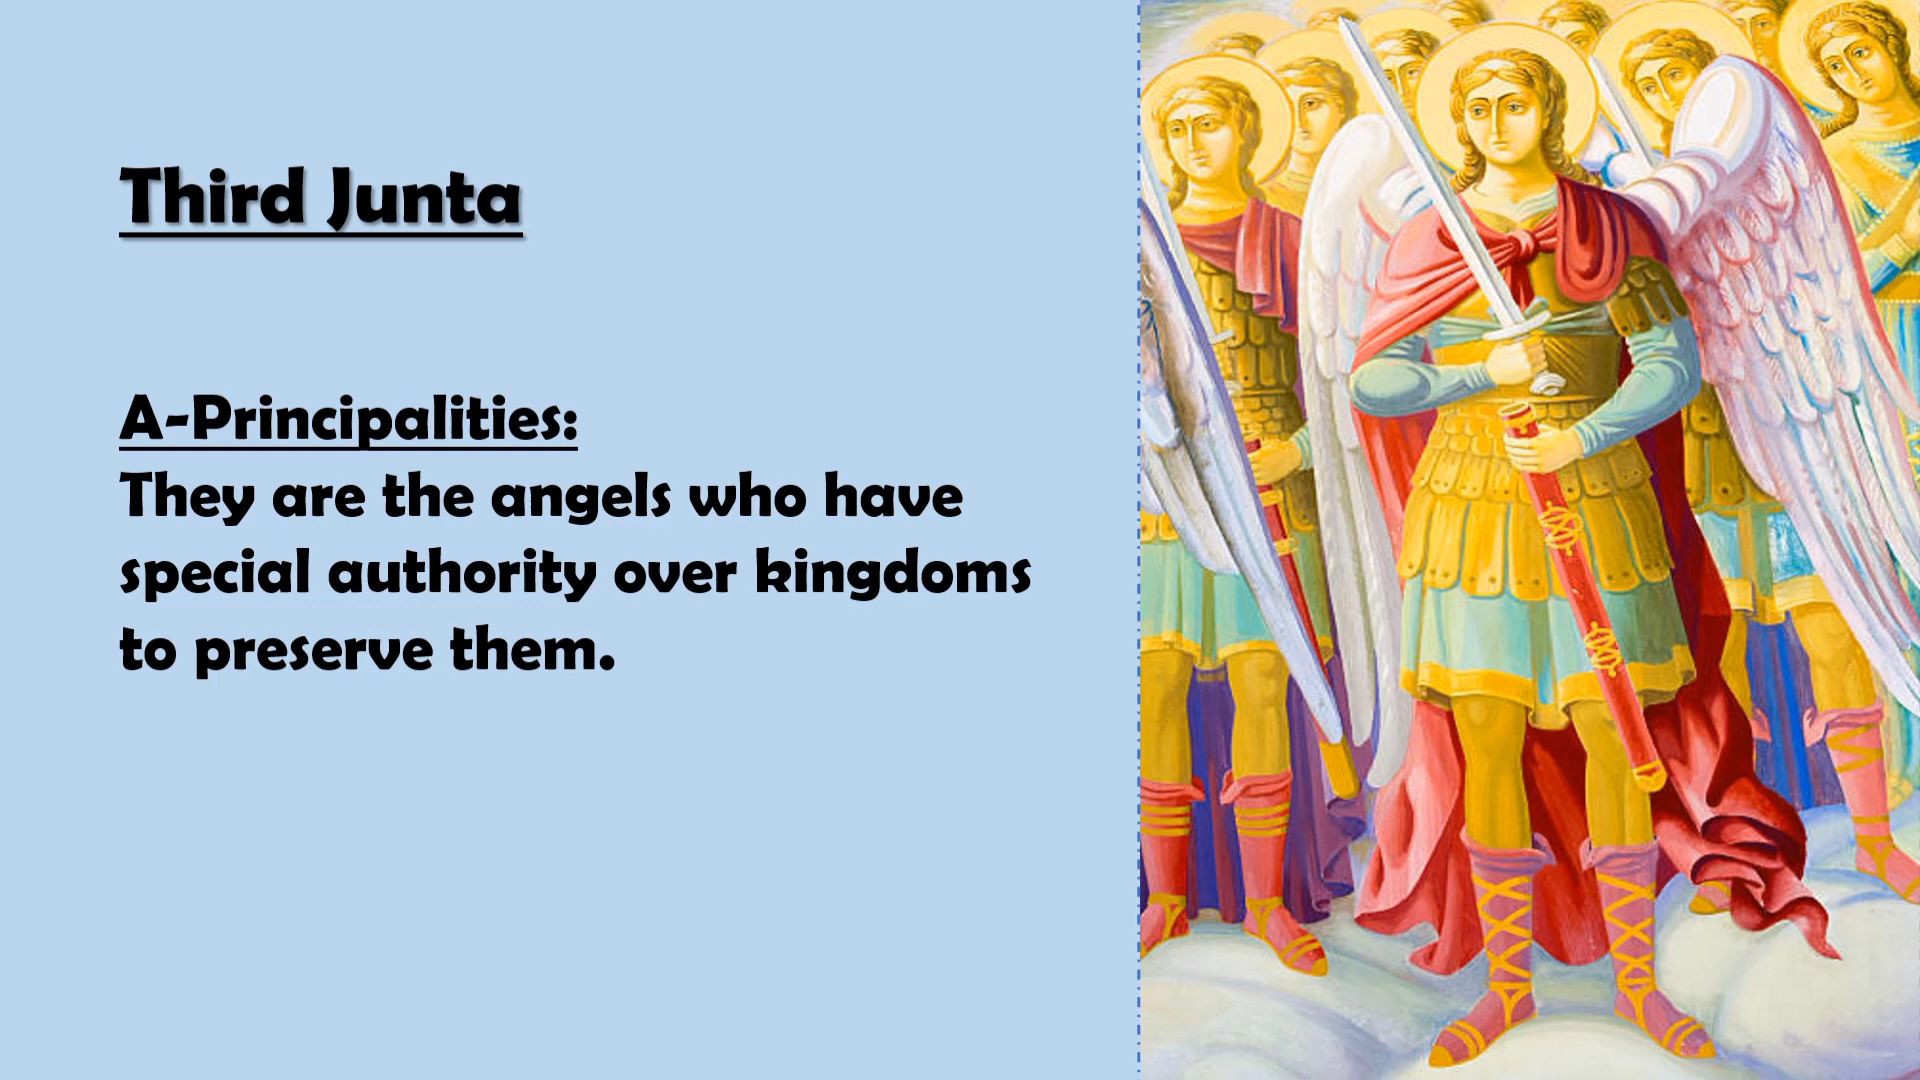 Third Junta
A-Principalities:
They are the angels who have
special authority over kingdoms
to preserve them.